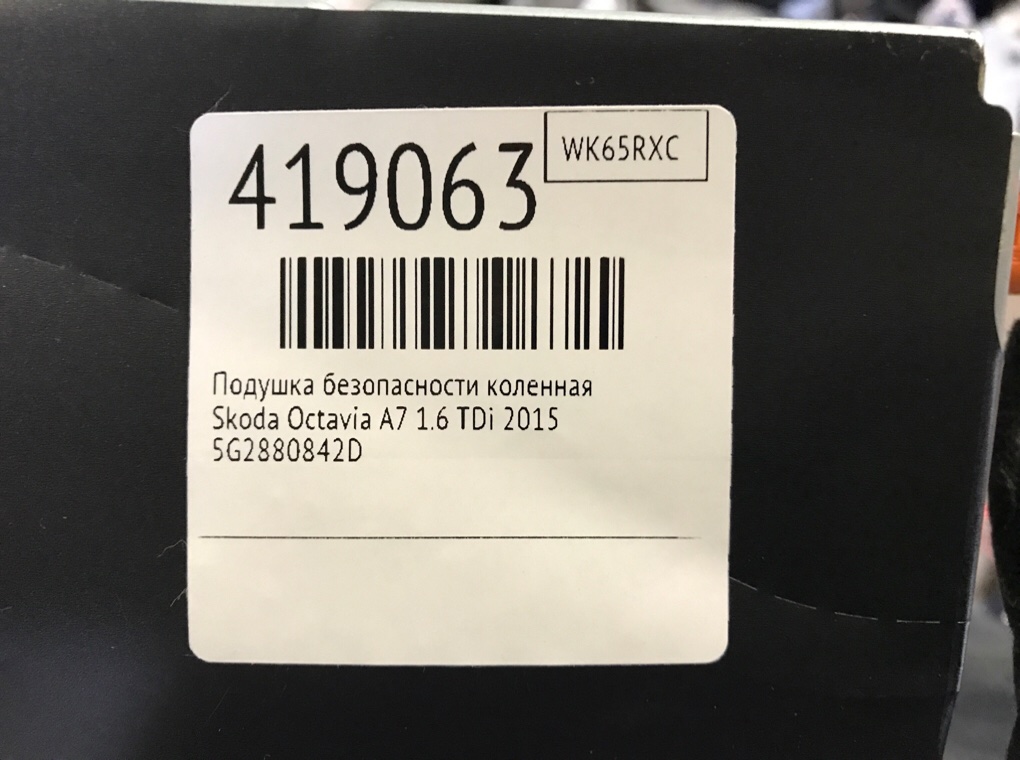 419063
WK65RXC
Подушка безопасности коленная
Skoda Octavia A7 1.6 TDi 2015
5G2880842D